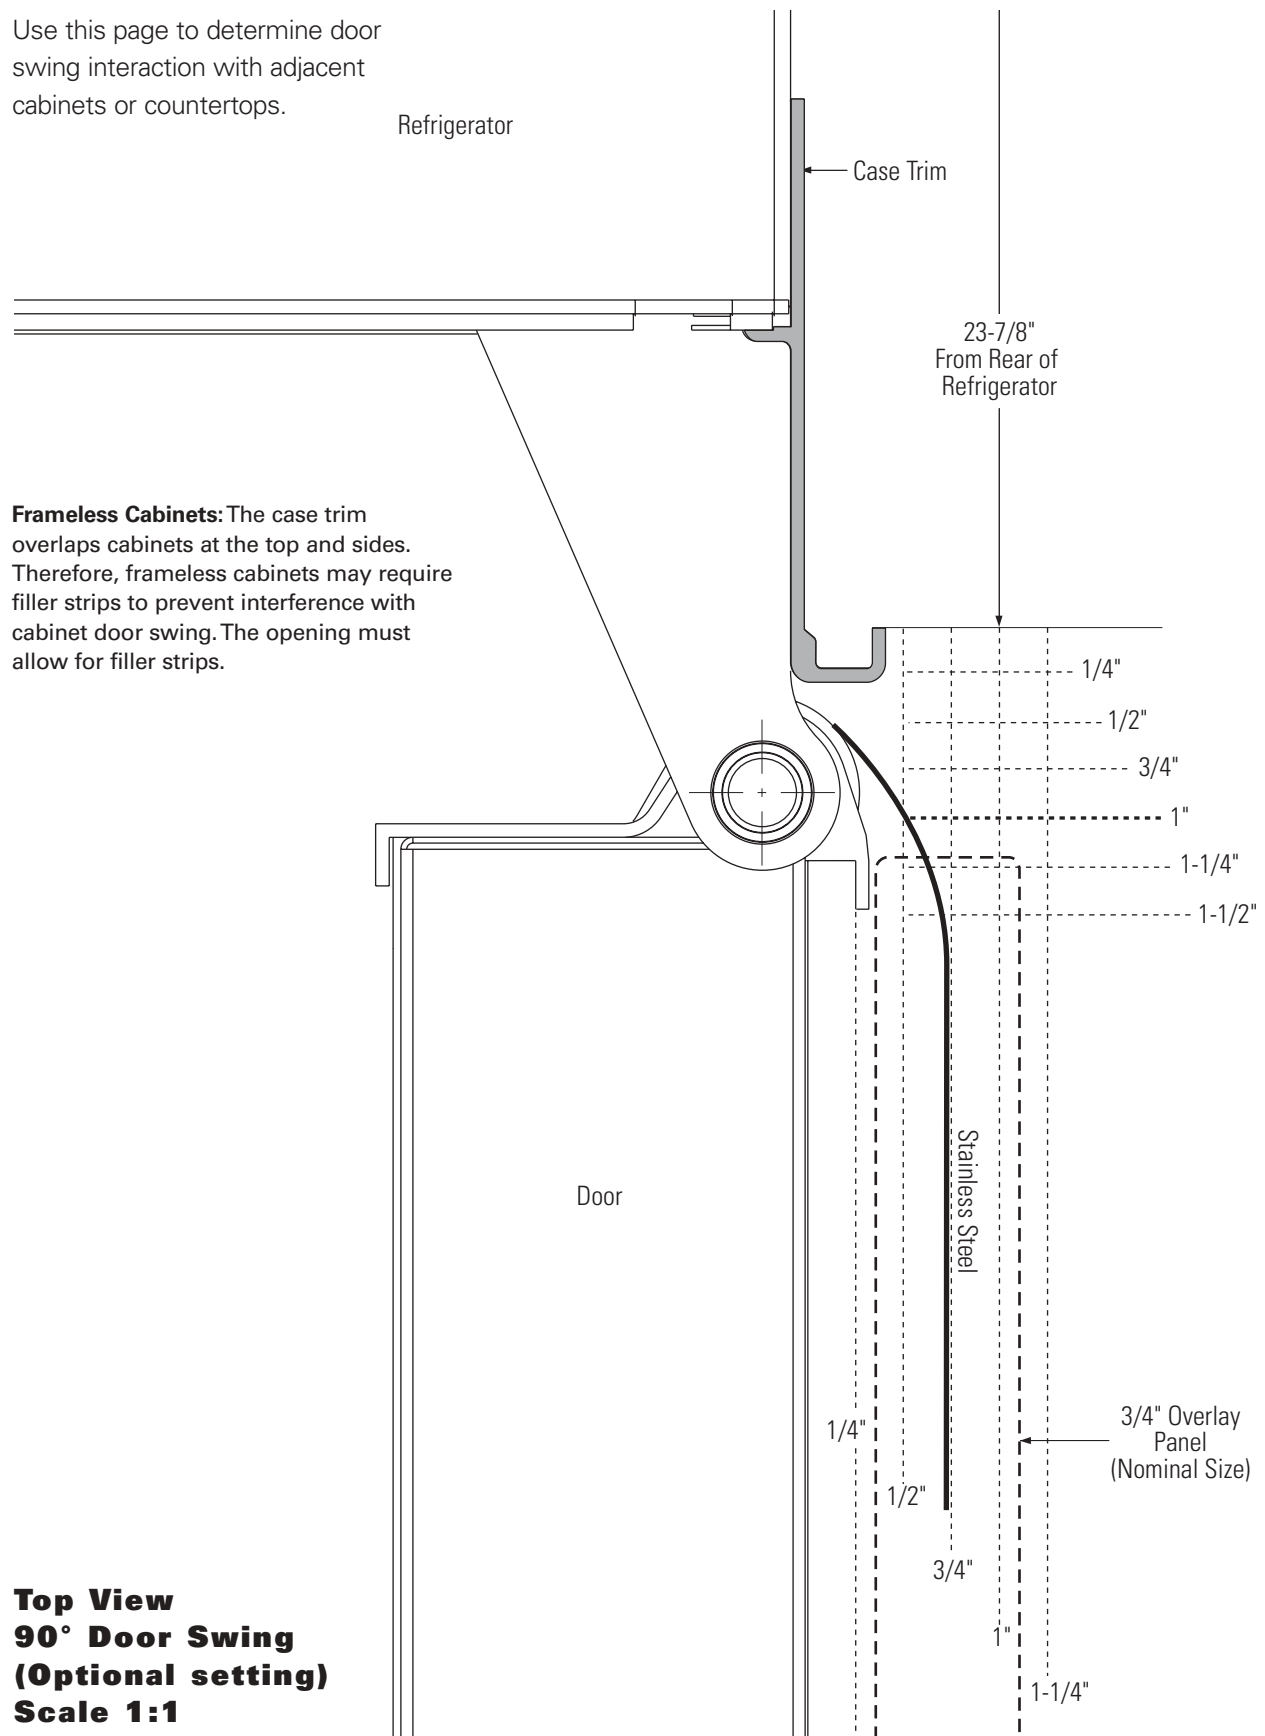 Use this page to determine door
swing interaction with adjacent
cabinets or countertops.
Refrigerator
Case Trim
23-7/8"
From Rear of
Refrigerator
Frameless Cabinets: The case trim
overlaps cabinets at the top and sides.
Therefore, frameless cabinets may require
filler strips to prevent interference with
cabinet door swing. The opening must
allow for filler strips.
1/4"
1/2"
3/4"
1"
1-1/4"
1-1/2"
Stainless Steel
Door
3/4" Overlay
Panel
(Nominal Size)
1/4"
1/2"
3/4"
1"
1-1/4"
Top View
90° Door Swing
(Optional setting)
Scale 1:1